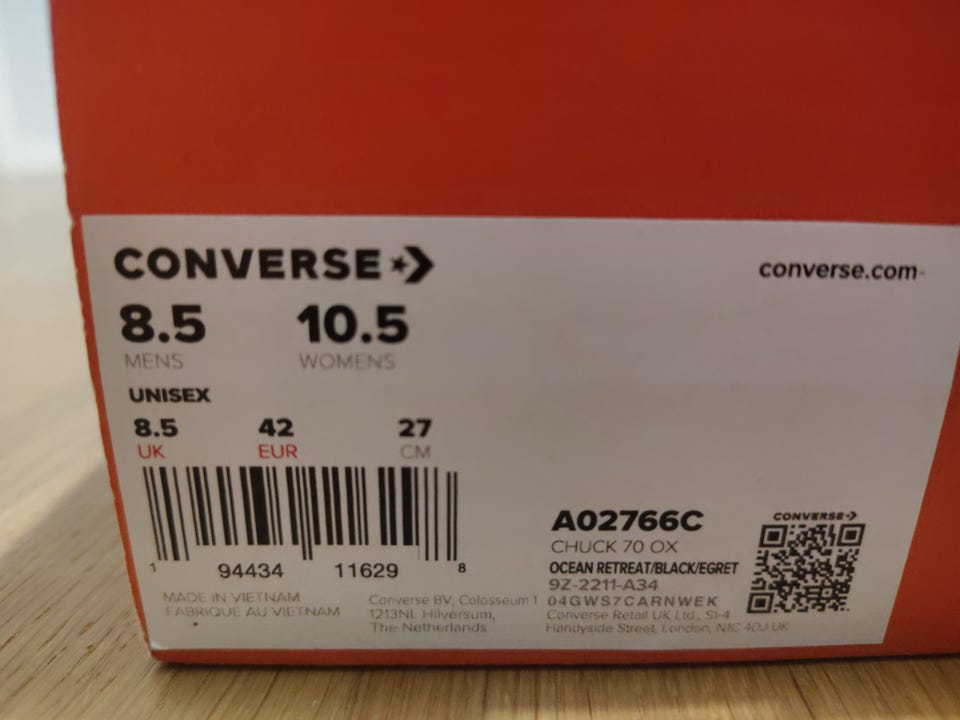 CONVERSE
converse.com
8.5 10.5
MENS WOMENS
UNISEX
8.5 42 27
UK EUR CM
1 94434 11629 8
MADE IN VIETNAM
FABRIQUE AU VIETNAM
Converse BV, Colosseum 1
1213NL Hilversum,
The Netherlands
A02766C
CHUCK 70 OX
OCEAN RETREAT/BLACK/EGRET
9Z-2211-A34
04GWS7CARNWEK
Converse Retail UK Ltd., S1-4
Handyside Street, London, N1C 4DJ UK
CONVERSE